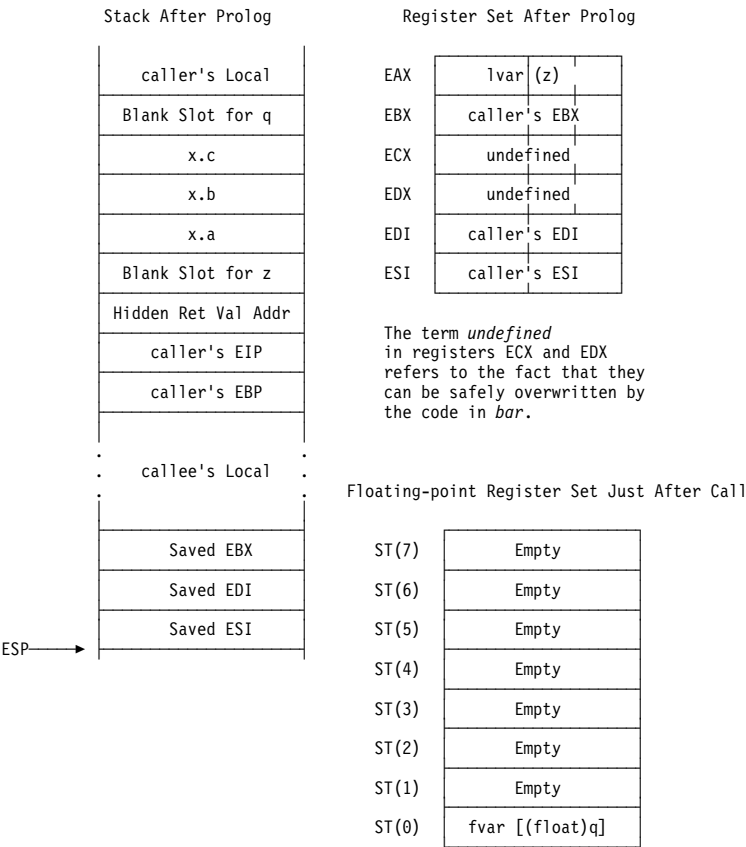 Stack After Prolog
caller's Local
Blank Slot for q
x.c
x.b
x.a
Blank Slot for z
Hidden Ret Val Addr
caller's EIP
caller's EBP
.
. callee's Local .
.
Saved EBX
Saved EDI
Saved ESI
ESP
Register Set After Prolog
EAX lvar (z)
EBX caller's EBX
ECX undefined
EDX undefined
EDI caller's EDI
ESI caller's ESI
The term undefined
in registers ECX and EDX
refers to the fact that they
can be safely overwritten by
the code in bar.
Floating-point Register Set Just After Call
ST(7) Empty
ST(6) Empty
ST(5) Empty
ST(4) Empty
ST(3) Empty
ST(2) Empty
ST(1) Empty
ST(0) fvar [(float)q]